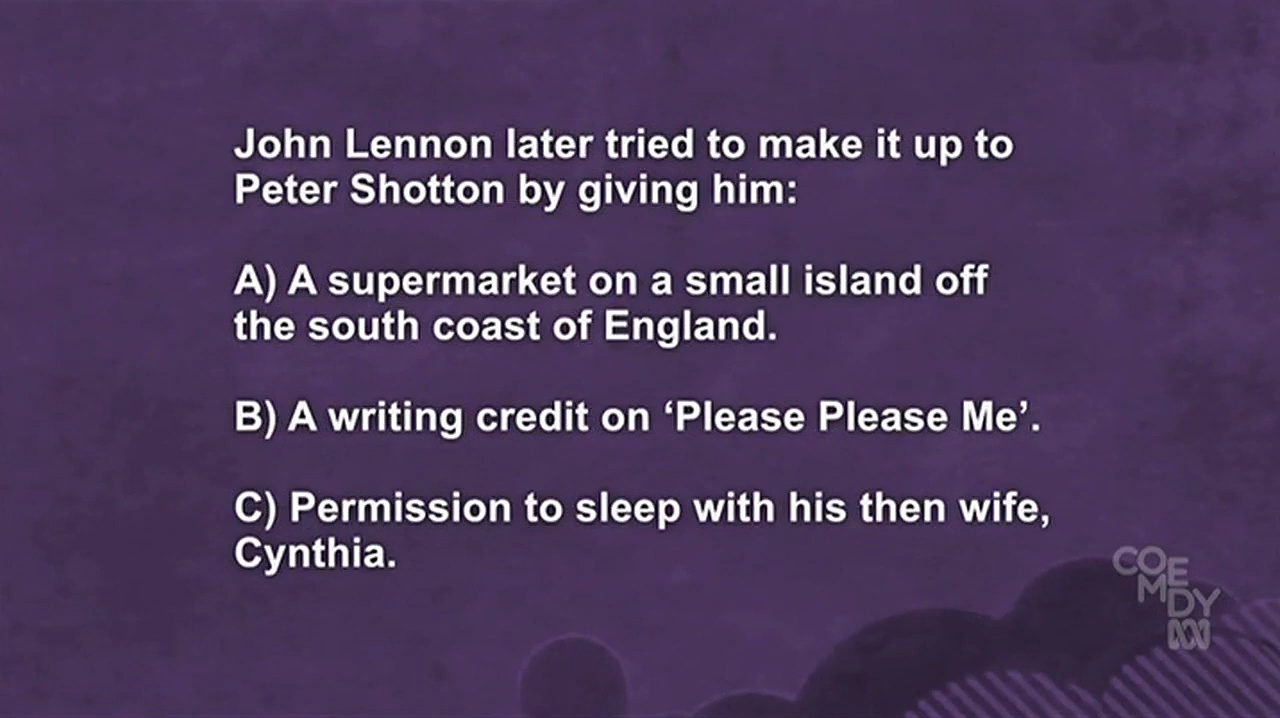 John Lennon later tried to make it up to
Peter Shotton by giving him:
A) A supermarket on a small island off
the south coast of England.
B) A writing credit on ‘Please Please Me’.
C) Permission to sleep with his then wife,
Cynthia.
COMEDY